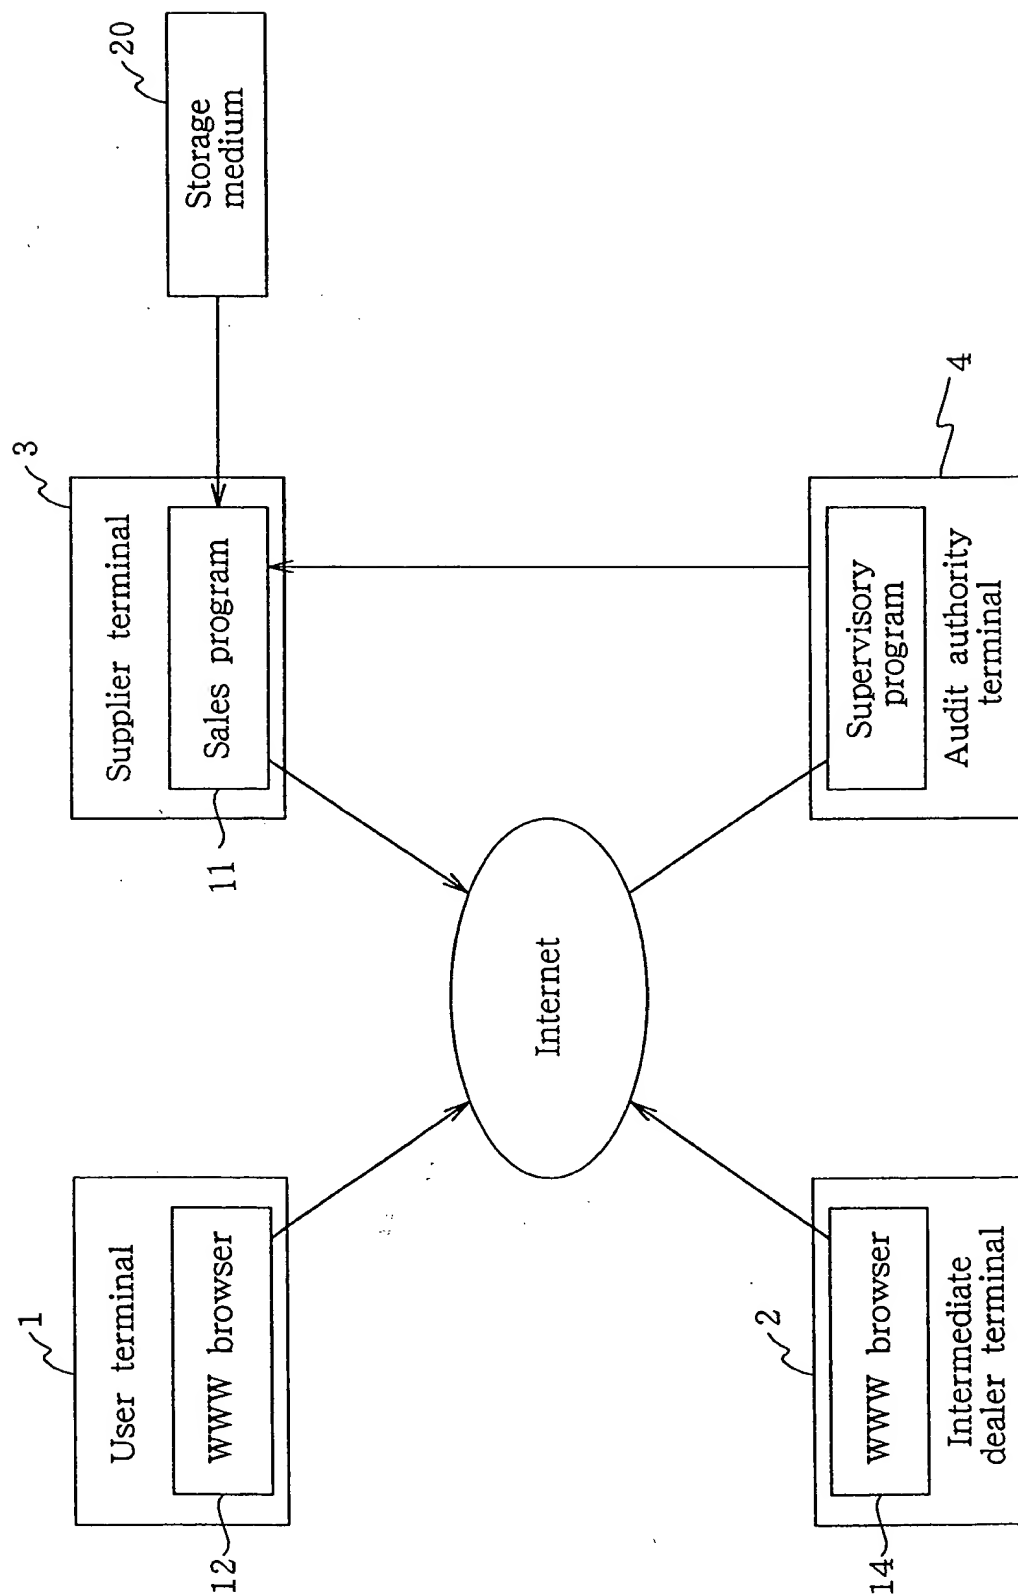 1
User terminal
WWW browser
12
3
Supplier terminal
Sales program
11
20
Storage
medium
Internet
2
WWW browser
Intermediate
dealer terminal
14
4
Supervisory
program
Audit authority
terminal